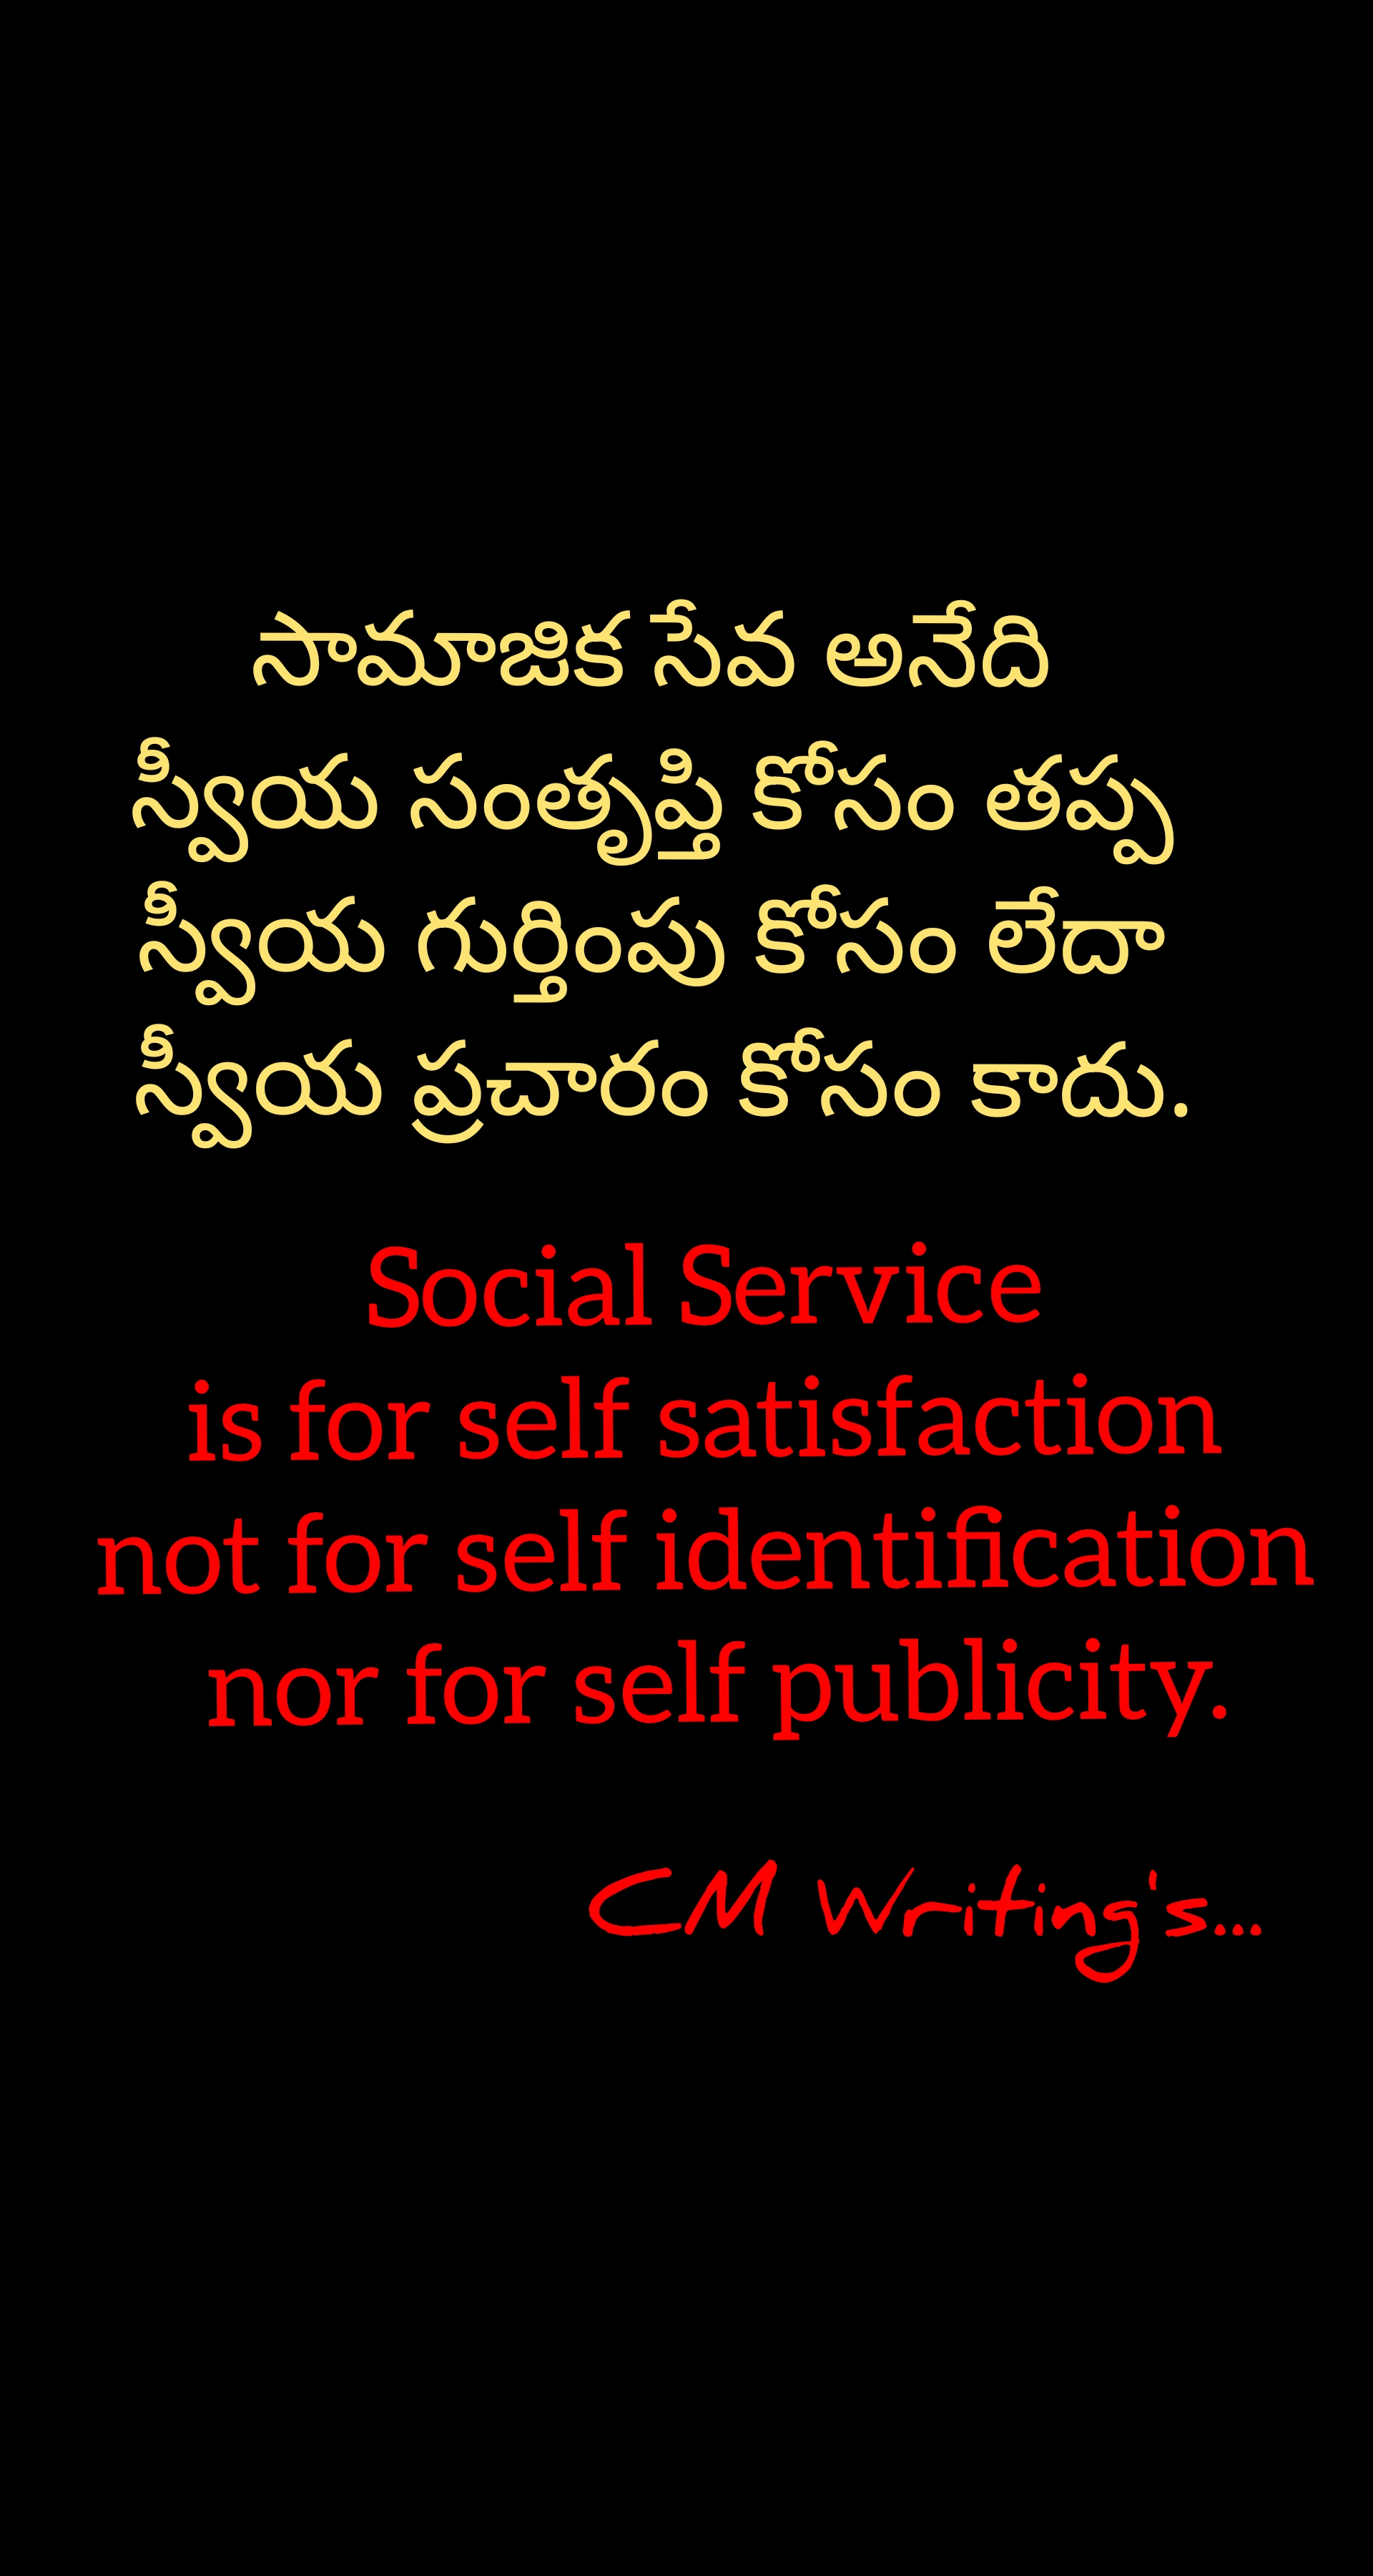 సామాజిక సేవ అనేది
స్వీయ సంతృప్తి కోసం తప్ప
స్వీయ గుర్తింపు కోసం లేదా
స్వీయ ప్రచారం కోసం కాదు.
Social Service
is for self satisfaction
not for self identification
nor for self publicity.
CM Writing's...